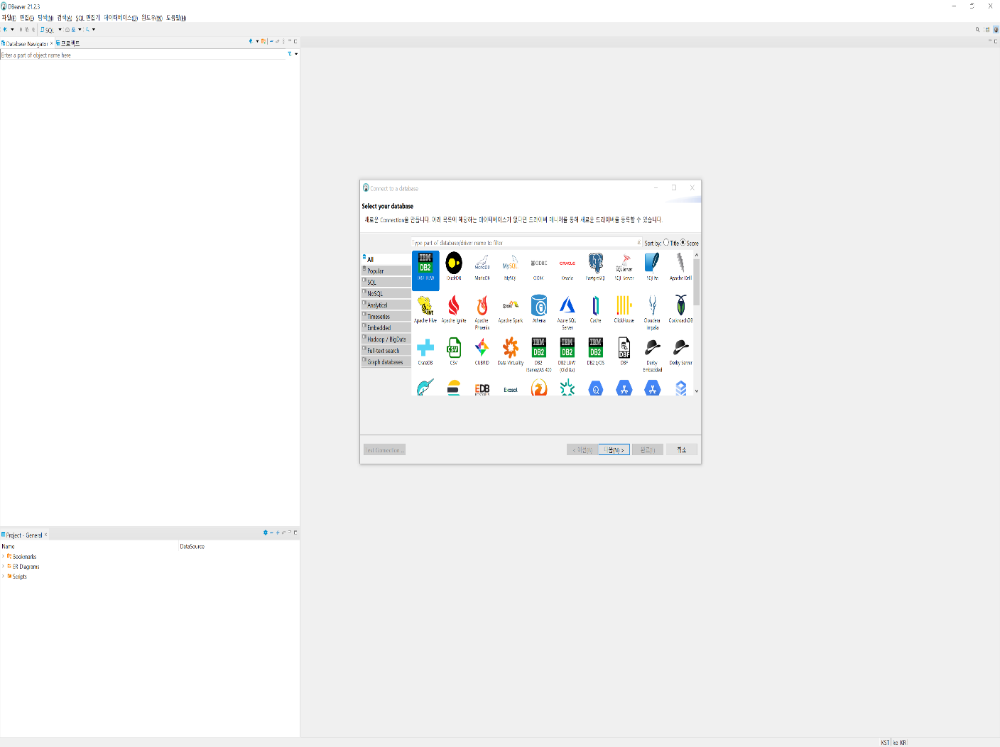 DBeaver 21.2.3
파일(F) 편집(E) 탐색(N) 검색(A) SQL 편집기 데이터베이스(D) 윈도우(W) 도움말(H)
SQL
Database Navigator 프로젝트
Enter a part of object name here
Connect to a database
Select your database
새로운 Connection을 만듭니다. 아래 목록에 해당하는 데이터베이스가 없다면 드라이버 매니저를 통해 새로운 드라이버를 등록할 수 있습니다.
Type part of database/driver name to filter
Sort by: Title Score
All
Popular
SQL
NoSQL
Analytical
Timeseries
Embedded
Hadoop / BigData
Full-text search
Graph databases
IBM
DB2
MariaDB
MySQL
ODBC
ORACLE
SQL Server
DB2 LUW DuckDB MariaDB MySQL ODBC Oracle PostgreSQL SQL Server SQLite Apache Drill
HIVE
Spark
Apache Hive Apache Ignite Apache Phoenix Apache Spark Athena Azure SQL Server Cache ClickHouse Cloudera Impala CockroachDB
CSV
IBM DB2
IBM DB2
IBM DB2
DBF
CrateDB CSV CUBRID Data Virtuality DB2 iSeries/AS 400 DB2 LUW (Old 8.x) DB2 z/OS DBF Derby Embedded Derby Server
EDB
POSTGRES
Exasol
Test Connection ...
< 이전(B) 다음(N) > 완료(F) 취소
Project - General
Name DataSource
Bookmarks
ER Diagrams
Scripts
KST ko_KR